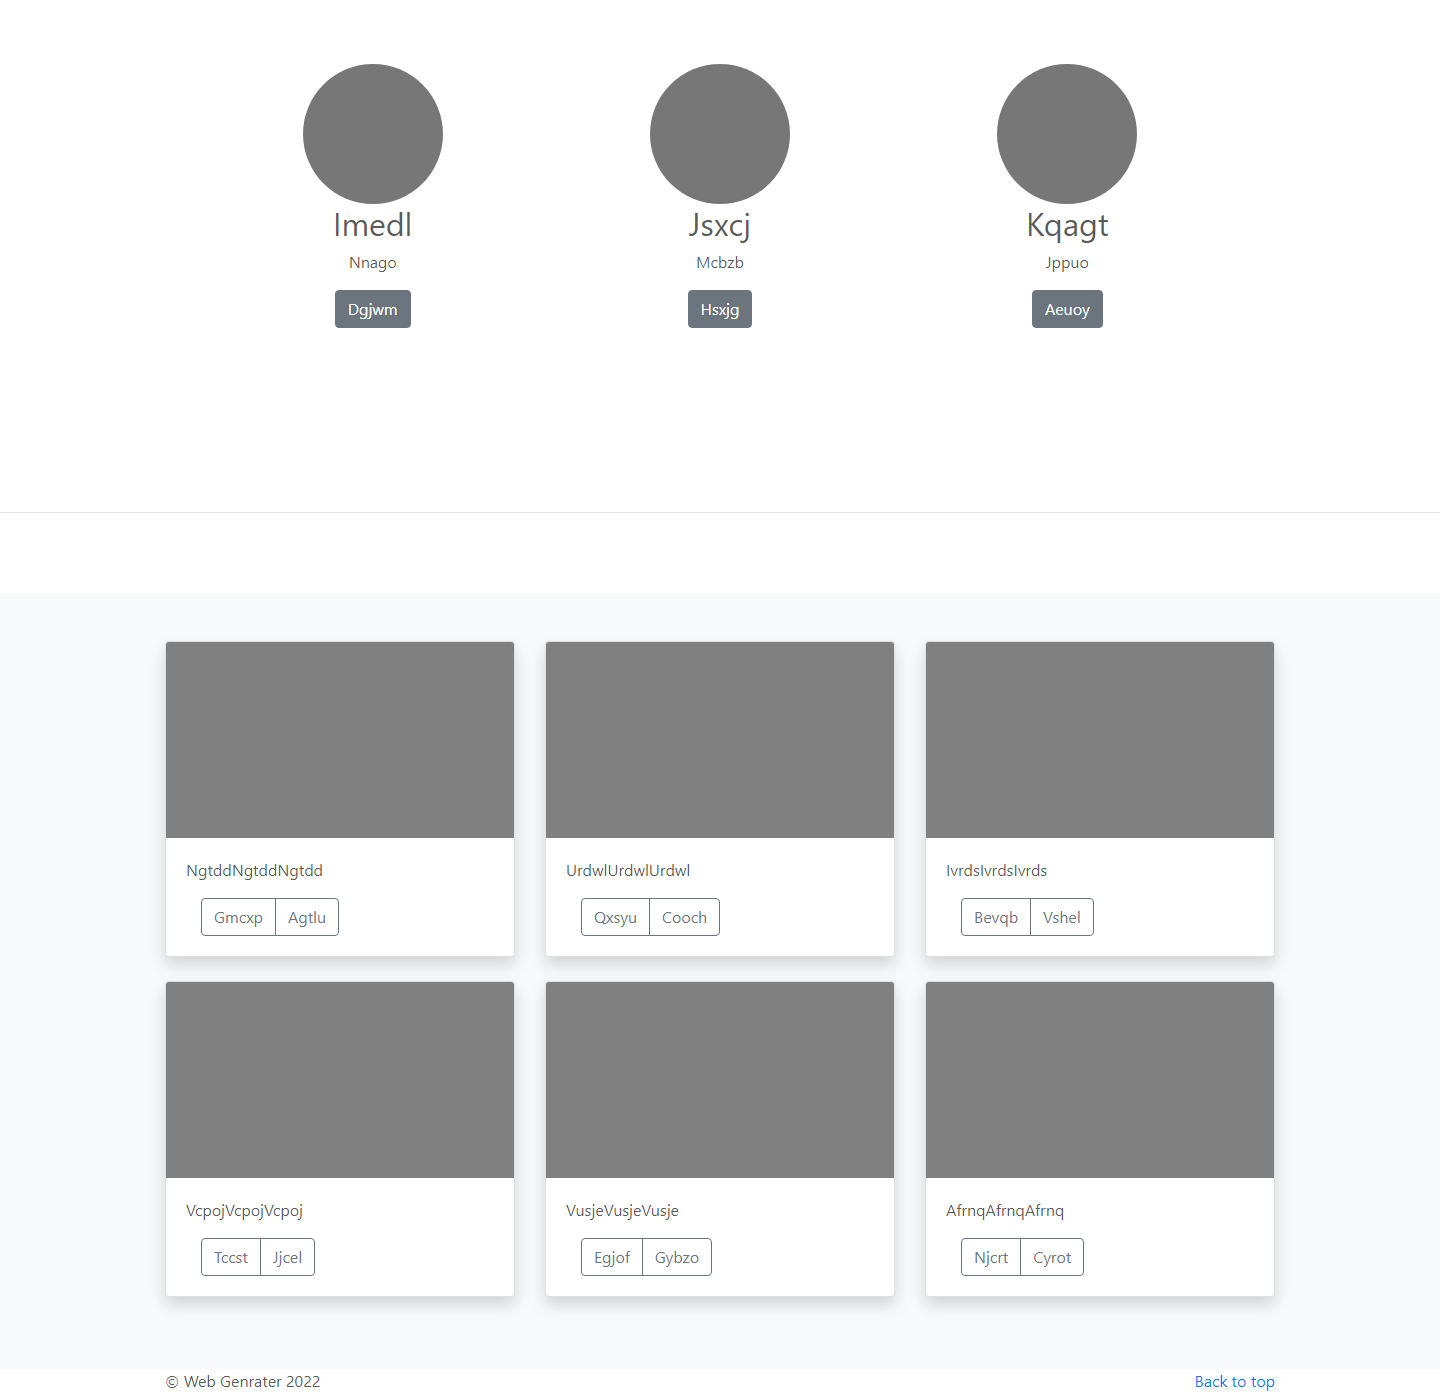 Imedl
Jsxcj
Kqagt
Nnago
Mcbzb
Jppuo
Dgjwm
Hsxjg
Aeuoy
NgtddNgtddNgtdd
UrdwlUrdwlUrdwl
IvrdsIvrdsIvrds
Gmcxp Agtlu
Qxsyu Cooch
Bevqb Vshel
VcpojVcpojVcpoj
VusjeVusjeVusje
AfrnqAfrnqAfrnq
Tccst Jjcel
Egjof Gybzo
Njcrt Cyrot
© Web Genrater 2022
Back to top